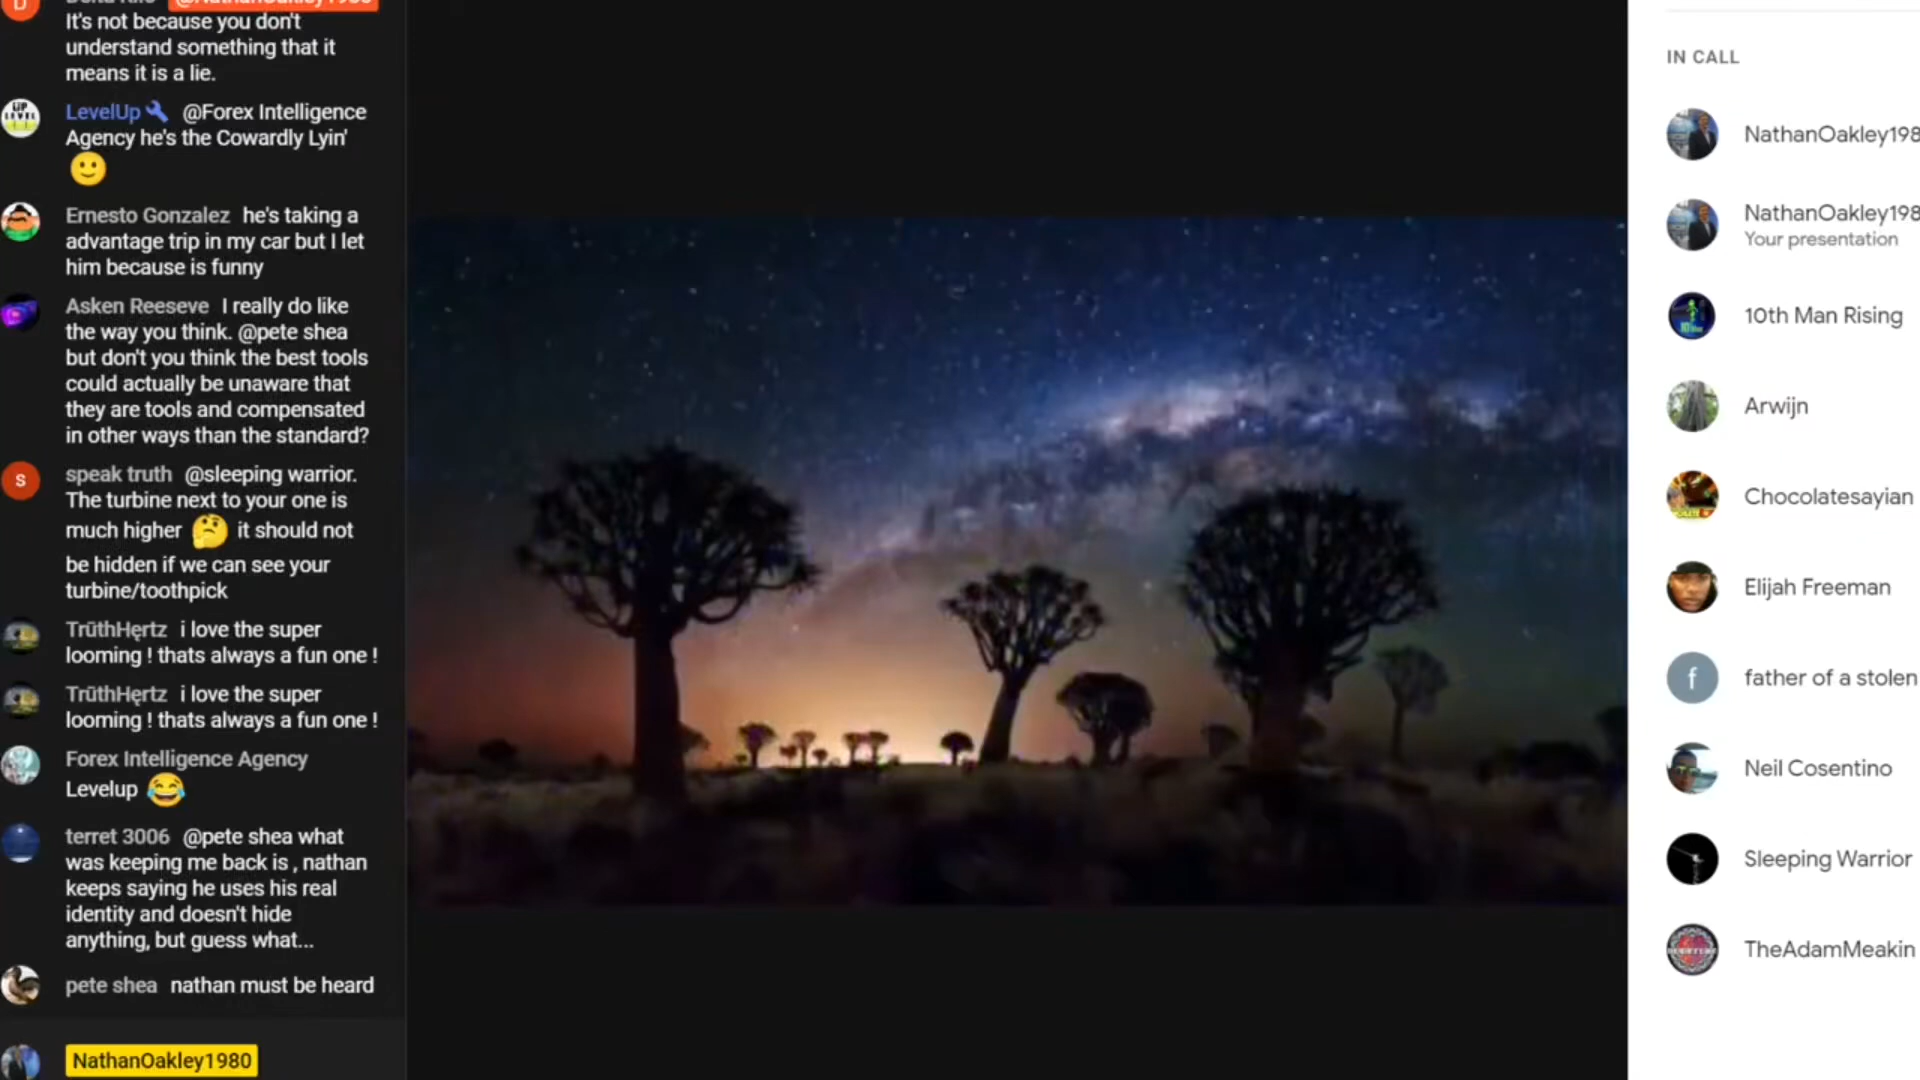 It's not because you don't
understand something that it
means it is a lie.
LevelUp @Forex Intelligence
Agency he's the Cowardly Lyin'
Ernesto Gonzalez he's taking a
advantage trip in my car but I let
him because is funny
Asken Reeseve I really do like
the way you think. @pete shea
but don't you think the best tools
could actually be unaware that
they are tools and compensated
in other ways than the standard?
S
speak truth @sleeping warrior.
The turbine next to your one is
much higher 🤔 it should not
be hidden if we can see your
turbine/toothpick
TrūthHęrtz i love the super
looming ! thats always a fun one !
TrūthHęrtz i love the super
looming ! thats always a fun one !
Forex Intelligence Agency
Levelup 😂
terret 3006 @pete shea what
was keeping me back is , nathan
keeps saying he uses his real
identity and doesn't hide
anything, but guess what...
pete shea nathan must be heard
NathanOakley1980
IN CALL
NathanOakley198
NathanOakley198
Your presentation
10th Man Rising
Arwijn
Chocolatesayian
Elijah Freeman
f
father of a stolen
Neil Cosentino
Sleeping Warrior
TheAdamMeakin